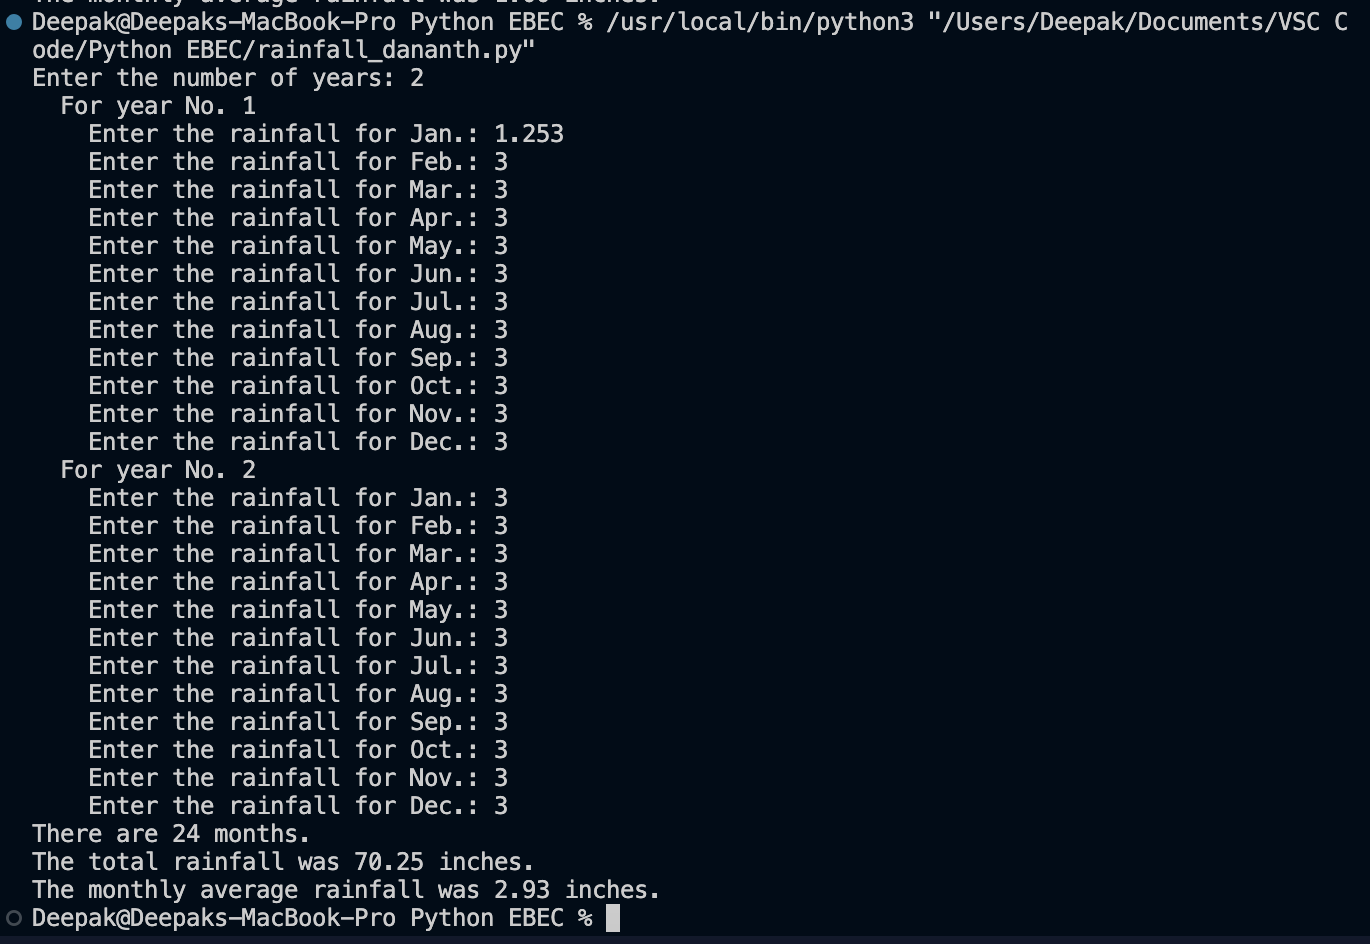 The monthly average rainfall was 1.00 inches.
Deepak@Deepaks-MacBook-Pro Python EBEC % /usr/local/bin/python3 "/Users/Deepak/Documents/VSC C
ode/Python EBEC/rainfall_dananth.py"
Enter the number of years: 2
  For year No. 1
    Enter the rainfall for Jan.: 1.253
    Enter the rainfall for Feb.: 3
    Enter the rainfall for Mar.: 3
    Enter the rainfall for Apr.: 3
    Enter the rainfall for May.: 3
    Enter the rainfall for Jun.: 3
    Enter the rainfall for Jul.: 3
    Enter the rainfall for Aug.: 3
    Enter the rainfall for Sep.: 3
    Enter the rainfall for Oct.: 3
    Enter the rainfall for Nov.: 3
    Enter the rainfall for Dec.: 3
  For year No. 2
    Enter the rainfall for Jan.: 3
    Enter the rainfall for Feb.: 3
    Enter the rainfall for Mar.: 3
    Enter the rainfall for Apr.: 3
    Enter the rainfall for May.: 3
    Enter the rainfall for Jun.: 3
    Enter the rainfall for Jul.: 3
    Enter the rainfall for Aug.: 3
    Enter the rainfall for Sep.: 3
    Enter the rainfall for Oct.: 3
    Enter the rainfall for Nov.: 3
    Enter the rainfall for Dec.: 3
There are 24 months.
The total rainfall was 70.25 inches.
The monthly average rainfall was 2.93 inches.
Deepak@Deepaks-MacBook-Pro Python EBEC %